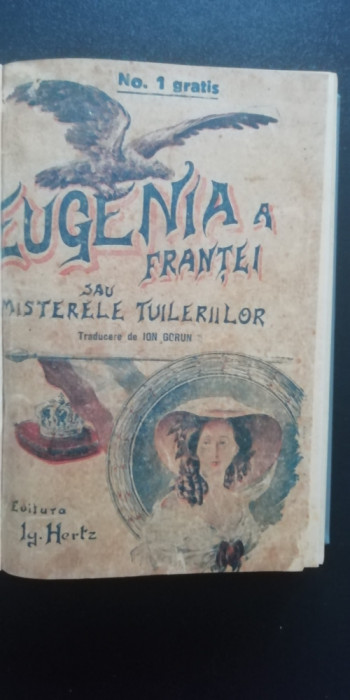 No. 1 gratis
EUGENIA A
FRANȚEI
SAU
MISTERELE TUILERIILOR
Traducere de ION GORUN
Editura
Ig. Hertz